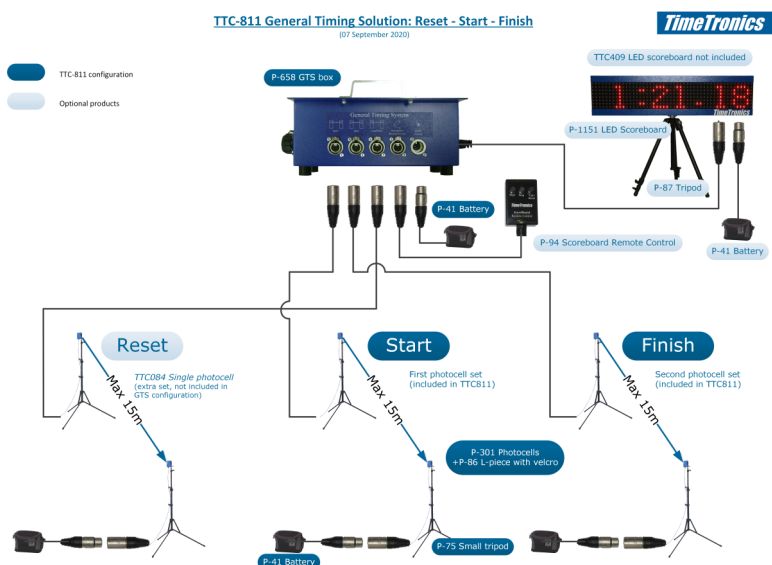 TTC-811 General Timing Solution: Reset - Start - Finish
(07 September 2020)
TimeTronics
TTC-811 configuration
Optional products
P-658 GTS box
TTC409 LED scoreboard not included
General Timing System
1:21.18
TimeTronics
P-1151 LED Scoreboard
P-87 Tripod
P-41 Battery
TimeTronics
P-94 Scoreboard Remote Control
P-41 Battery
Reset
TTC084 Single photocell
(extra set, not included in
GTS configuration)
Max 15m
Start
First photocell set
(included in TTC811)
Max 15m
Finish
Second photocell set
(included in TTC811)
Max 15m
P-301 Photocells
+P-86 L-piece with velcro
P-75 Small tripod
P-41 Battery